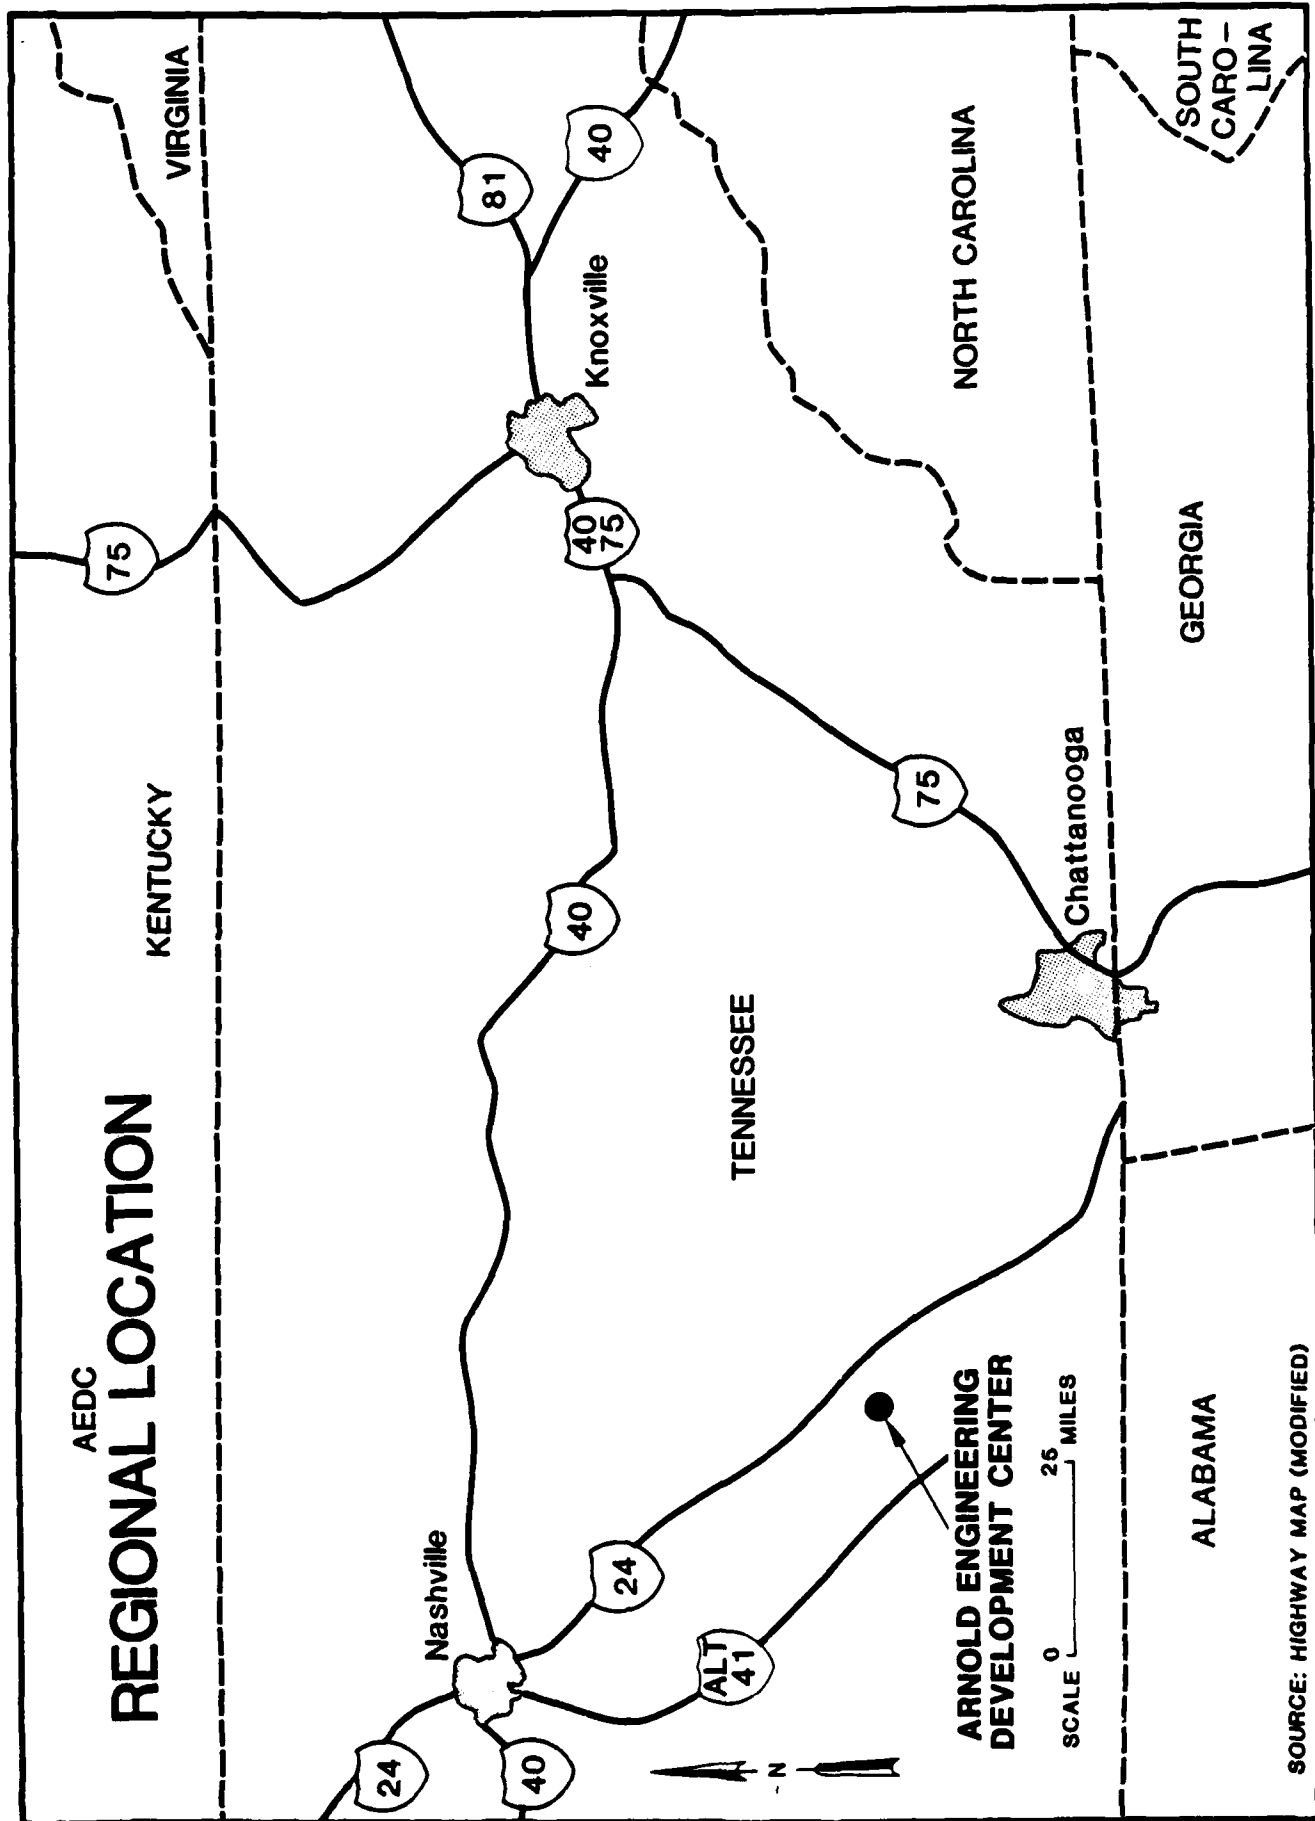 AEDC
REGIONAL LOCATION
VIRGINIA
KENTUCKY
75
81
40
24
Nashville
40
40
40
75
Knoxville
24
ALT
41
TENNESSEE
75
NORTH CAROLINA
N
ARNOLD ENGINEERING
DEVELOPMENT CENTER
SCALE 0 25 MILES
Chattanooga
ALABAMA
GEORGIA
SOUTH
CARO-
LINA
SOURCE: HIGHWAY MAP (MODIFIED)